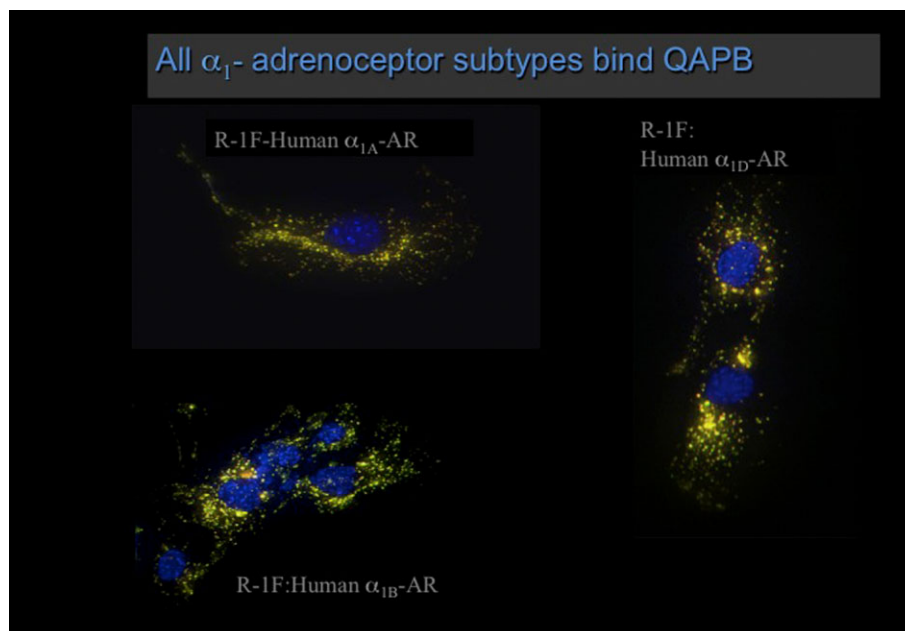 All α₁- adrenoceptor subtypes bind QAPB
R-1F-Human α₁A-AR
R-1F:
Human α₁D-AR
R-1F:Human α₁B-AR